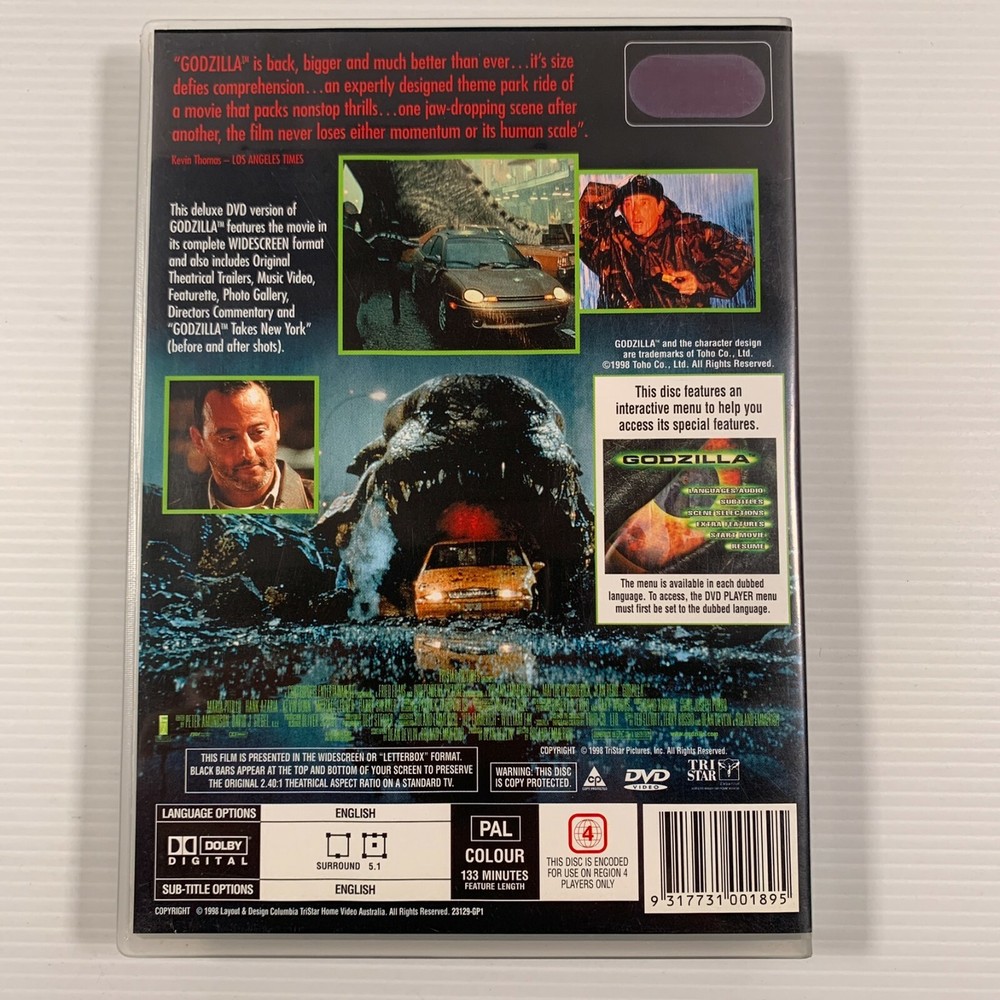 “GODZILLA™ is back, bigger and much better than ever...it’s size
defies comprehension...an expertly designed theme park ride of
a movie that packs nonstop thrills...one jaw-dropping scene after
another, the film never loses either momentum or its human scale”.
Kevin Thomas – LOS ANGELES TIMES
This deluxe DVD version of
GODZILLA™ features the movie in
its complete WIDESCREEN format
and also includes Original
Theatrical Trailers, Music Video,
Featurette, Photo Gallery,
Directors Commentary and
“GODZILLA™ Takes New York”
(before and after shots).
GODZILLA™ and the character design
are trademarks of Toho Co., Ltd.
©1998 Toho Co., Ltd. All Rights Reserved.
This disc features an
interactive menu to help you
access its special features.
GODZILLA
LANGUAGES AUDIO
SUBTITLES
SCENE SELECTIONS
EXTRA FEATURES
START MOVIE
RESUME
The menu is available in each dubbed
language. To access, the DVD PLAYER menu
must first be set to the dubbed language.
COPYRIGHT © 1998 TriStar Pictures, Inc. All Rights Reserved.
THIS FILM IS PRESENTED IN THE WIDESCREEN OR “LETTERBOX” FORMAT.
BLACK BARS APPEAR AT THE TOP AND BOTTOM OF YOUR SCREEN TO PRESERVE
THE ORIGINAL 2.40:1 THEATRICAL ASPECT RATIO ON A STANDARD TV.
WARNING: THIS DISC
IS COPY PROTECTED.
CP
DVD
VIDEO
TRI
STAR
LANGUAGE OPTIONS
ENGLISH
DOLBY
DIGITAL
SURROUND 5.1
SUB-TITLE OPTIONS
ENGLISH
PAL
COLOUR
133 MINUTES
FEATURE LENGTH
4
THIS DISC IS ENCODED
FOR USE ON REGION 4
PLAYERS ONLY
9 317731 001895
COPYRIGHT © 1998 Layout & Design Columbia TriStar Home Video Australia. All Rights Reserved. 23129-GP1